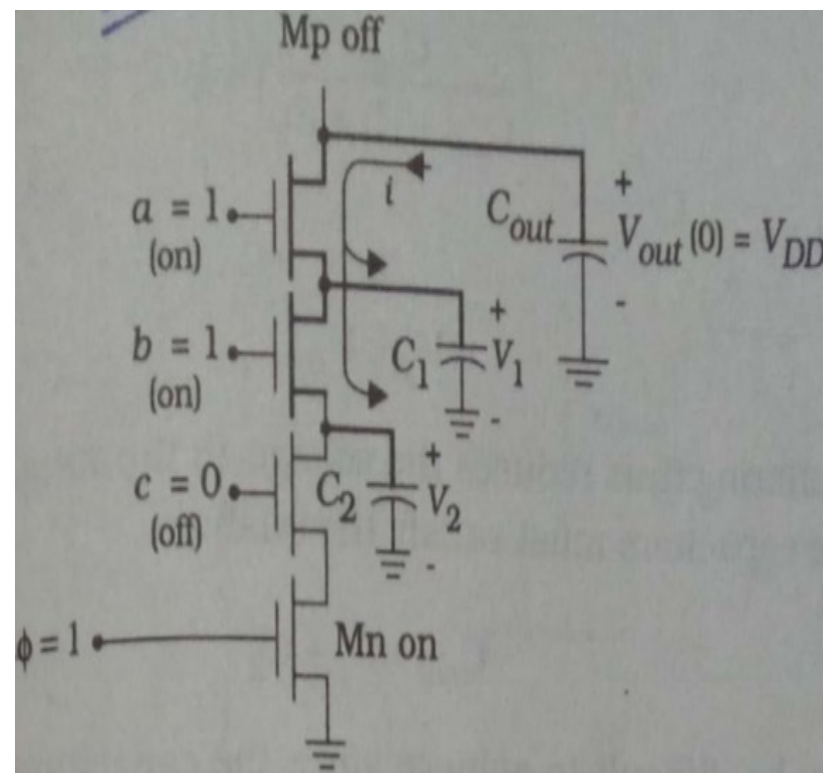 Mp off
a = 1
(on)
i
C_out
+
V_out (0) = V_DD
-
b = 1
(on)
C_1
+
V_1
-
c = 0
(off)
C_2
+
V_2
-
ϕ = 1
Mn on